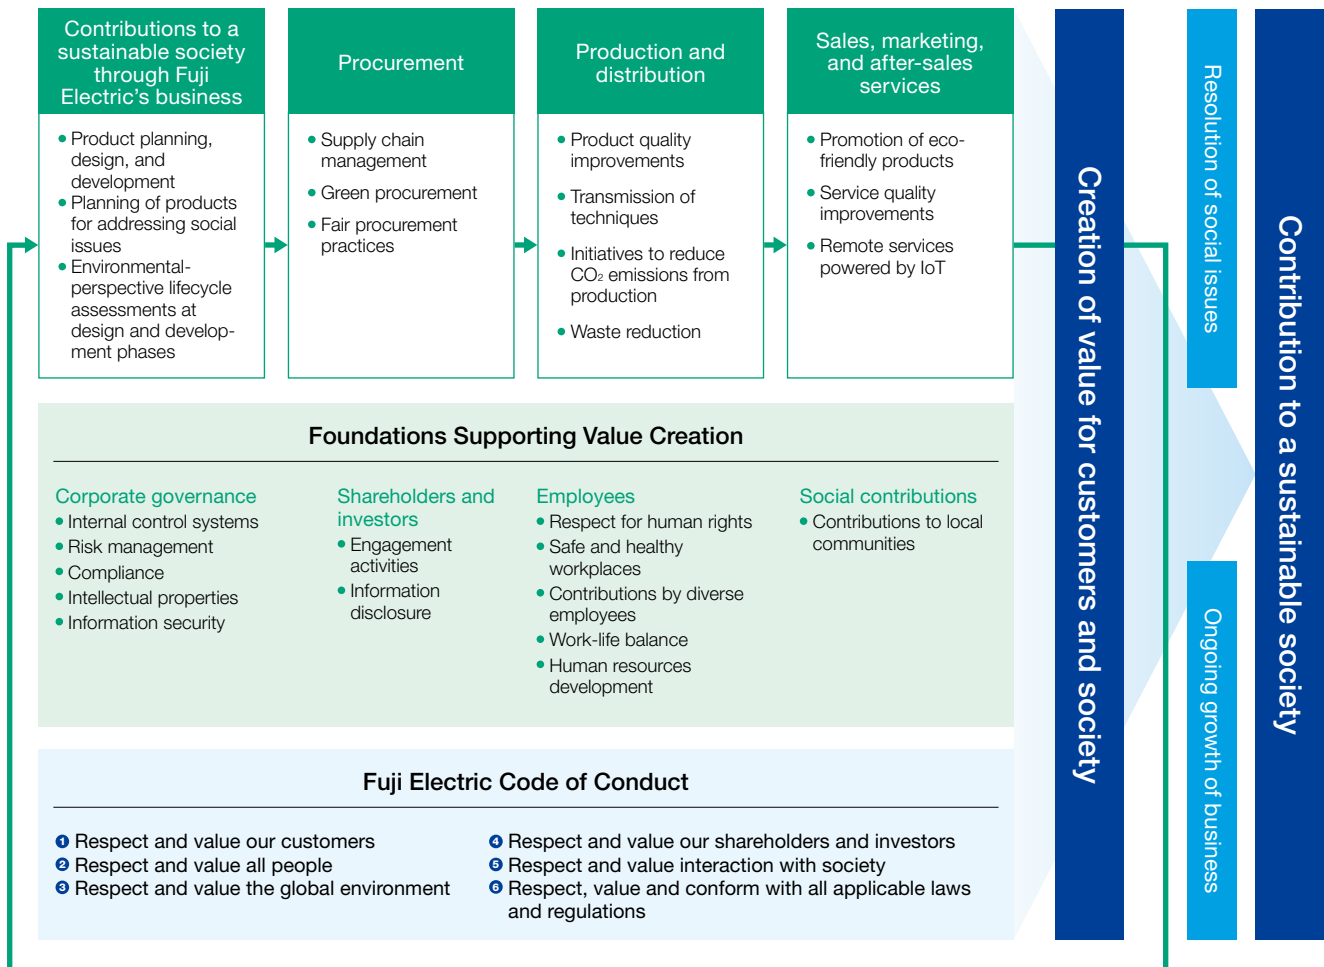 Contributions to a
sustainable society
through Fuji
Electric's business
• Product planning,
design, and
development
• Planning of products
for addressing social
issues
• Environmental-
perspective lifecycle
assessments at
design and develop-
ment phases
Procurement
• Supply chain
management
• Green procurement
• Fair procurement
practices
Production and
distribution
• Product quality
improvements
• Transmission of
techniques
• Initiatives to reduce
CO₂ emissions from
production
• Waste reduction
Sales, marketing,
and after-sales
services
• Promotion of eco-
friendly products
• Service quality
improvements
• Remote services
powered by IoT
Foundations Supporting Value Creation
Corporate governance
• Internal control systems
• Risk management
• Compliance
• Intellectual properties
• Information security
Shareholders and
investors
• Engagement
activities
• Information
disclosure
Employees
• Respect for human rights
• Safe and healthy
workplaces
• Contributions by diverse
employees
• Work-life balance
• Human resources
development
Social contributions
• Contributions to local
communities
Fuji Electric Code of Conduct
❶ Respect and value our customers
❷ Respect and value all people
❸ Respect and value the global environment
❹ Respect and value our shareholders and investors
❺ Respect and value interaction with society
❻ Respect, value and conform with all applicable laws
and regulations
Creation of value for customers and society
Resolution of social issues
Ongoing growth of business
Contribution to a sustainable society